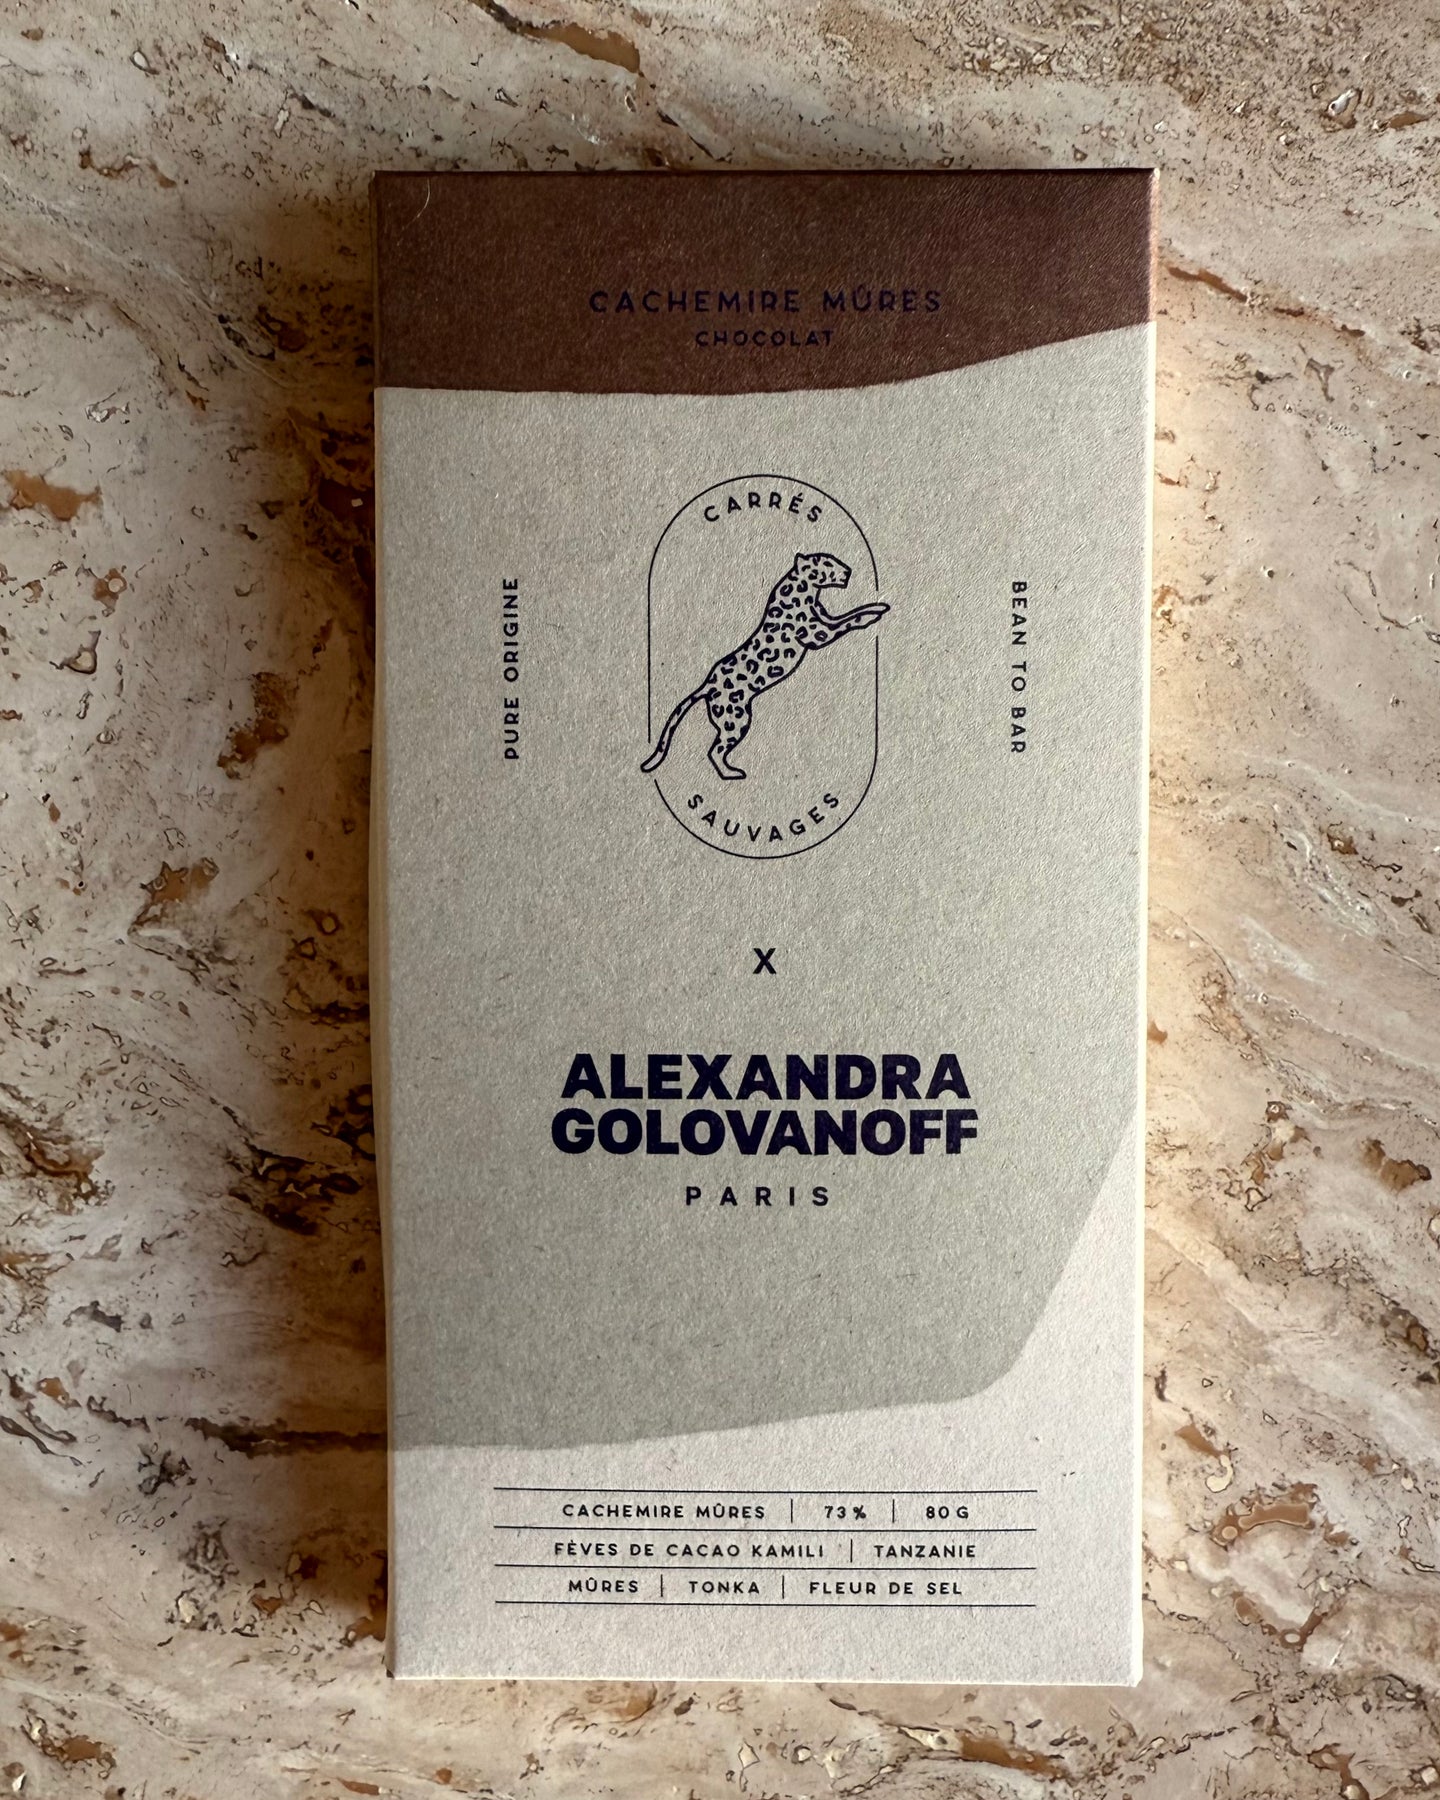 CACHEMIRE MÛRES
CHOCOLAT
CARRÉS
PURE ORIGINE
BEAN TO BAR
SAUVAGES
X
ALEXANDRA
GOLOVANOFF
PARIS
CACHEMIRE MÛRES | 73% | 80 G
FÈVES DE CACAO KAMILI | TANZANIE
MÛRES | TONKA | FLEUR DE SEL